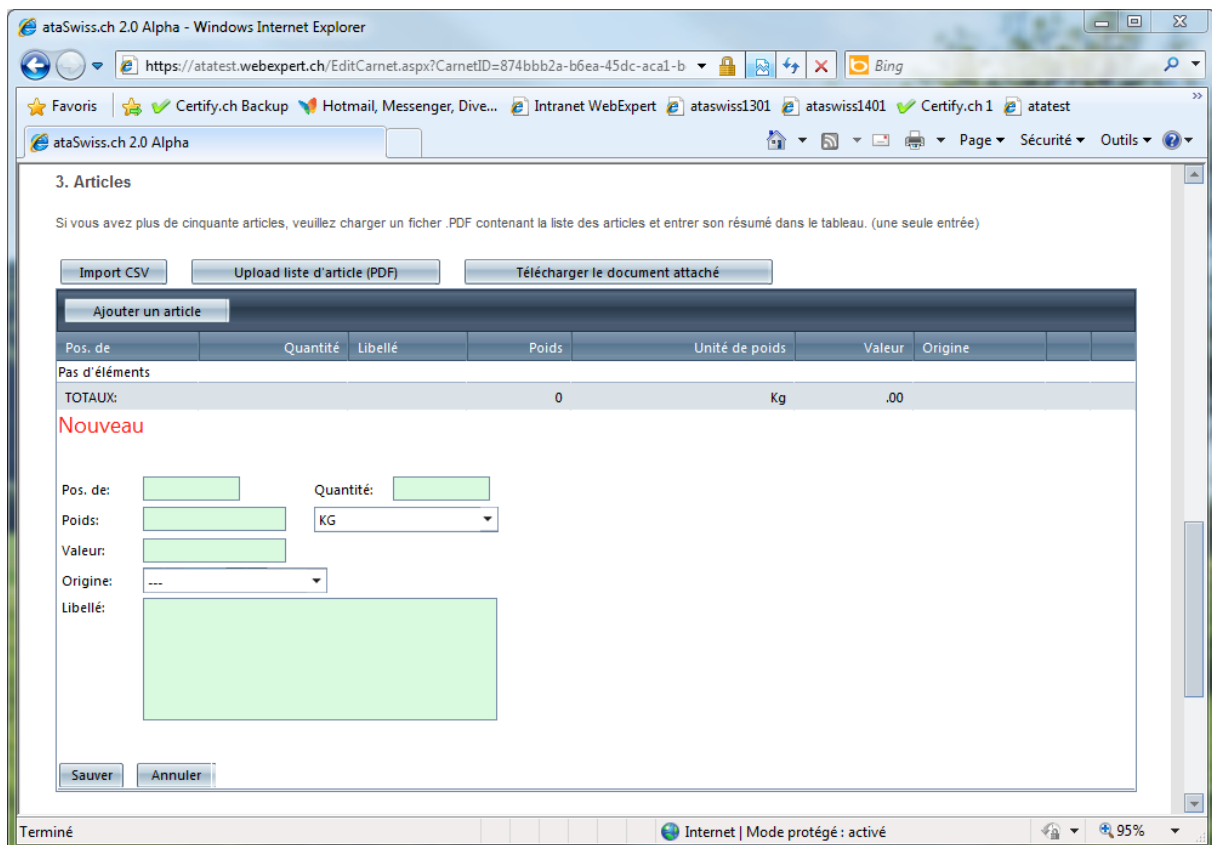 ataSwiss.ch 2.0 Alpha - Windows Internet Explorer
https://atatest.webexpert.ch/EditCarnet.aspx?CarnetID=874bbb2a-b6ea-45dc-aca1-b
Bing
Favoris Certify.ch Backup Hotmail, Messenger, Dive... Intranet WebExpert ataswiss1301 ataswiss1401 Certify.ch 1 atatest
ataSwiss.ch 2.0 Alpha Page Sécurité Outils
3. Articles
Si vous avez plus de cinquante articles, veuillez charger un ficher .PDF contenant la liste des articles et entrer son résumé dans le tableau. (une seule entrée)
Import CSV Upload liste d'article (PDF) Télécharger le document attaché
Ajouter un article
Pos. de Quantité Libellé Poids Unité de poids Valeur Origine
Pas d'éléments
TOTAUX: 0 Kg .00
Nouveau
Pos. de: Quantité:
Poids: KG
Valeur:
Origine: ---
Libellé:
Sauver Annuler
Terminé Internet | Mode protégé : activé 95%